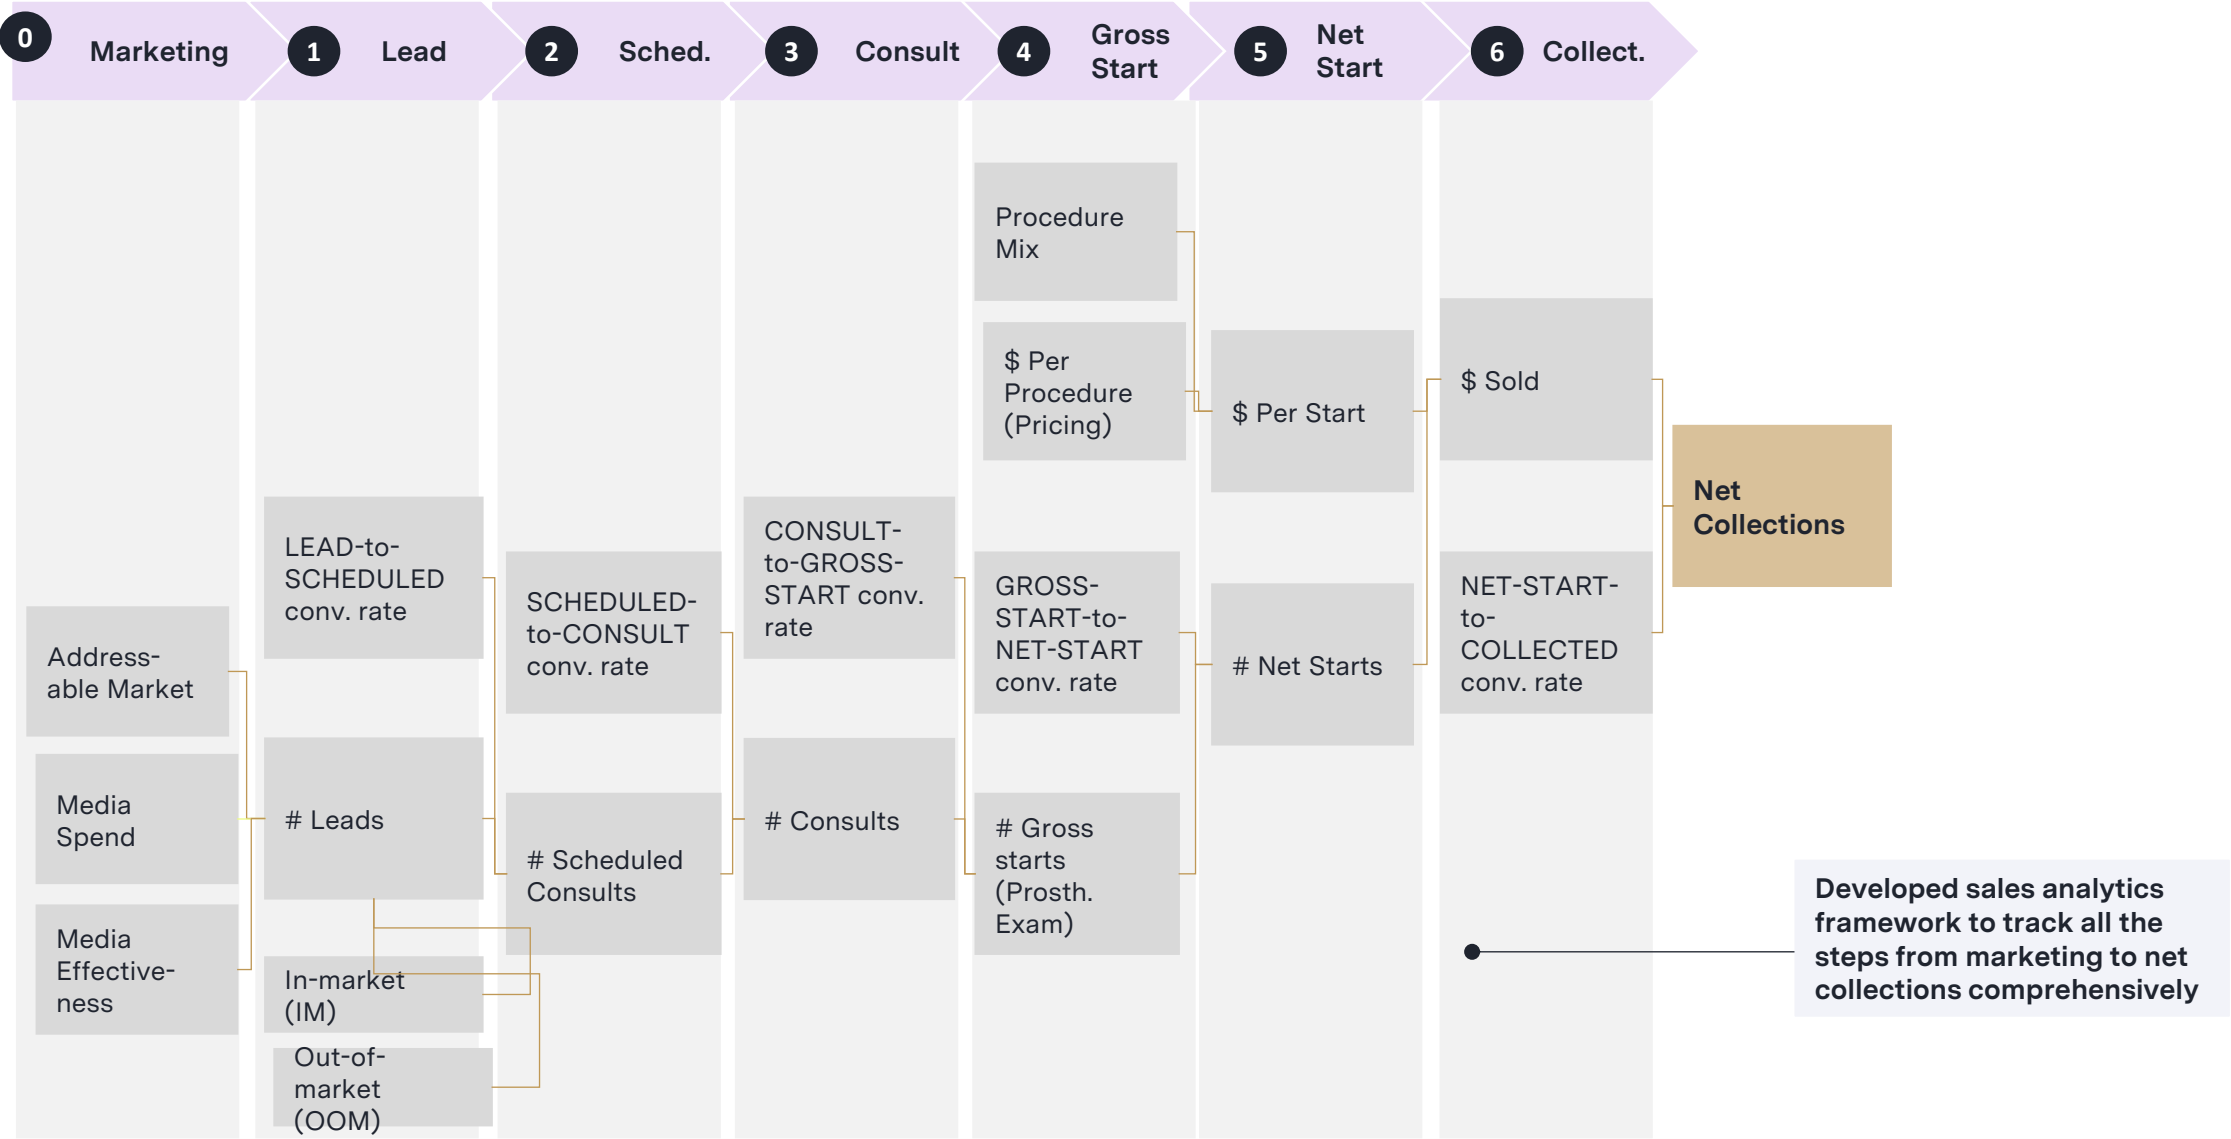 0
Marketing
1
Lead
2
Sched.
3
Consult
4
Gross
Start
5
Net
Start
6
Collect.
Address-
able Market
Media
Spend
Media
Effective-
ness
LEAD-to-
SCHEDULED
conv. rate
# Leads
In-market
(IM)
Out-of-
market
(OOM)
SCHEDULED-
to-CONSULT
conv. rate
# Scheduled
Consults
CONSULT-
to-GROSS-
START conv.
rate
# Consults
Procedure
Mix
$ Per
Procedure
(Pricing)
GROSS-
START-to-
NET-START
conv. rate
# Gross
starts
(Prosth.
Exam)
$ Per Start
# Net Starts
$ Sold
NET-START-
to-
COLLECTED
conv. rate
Net
Collections
Developed sales analytics
framework to track all the
steps from marketing to net
collections comprehensively